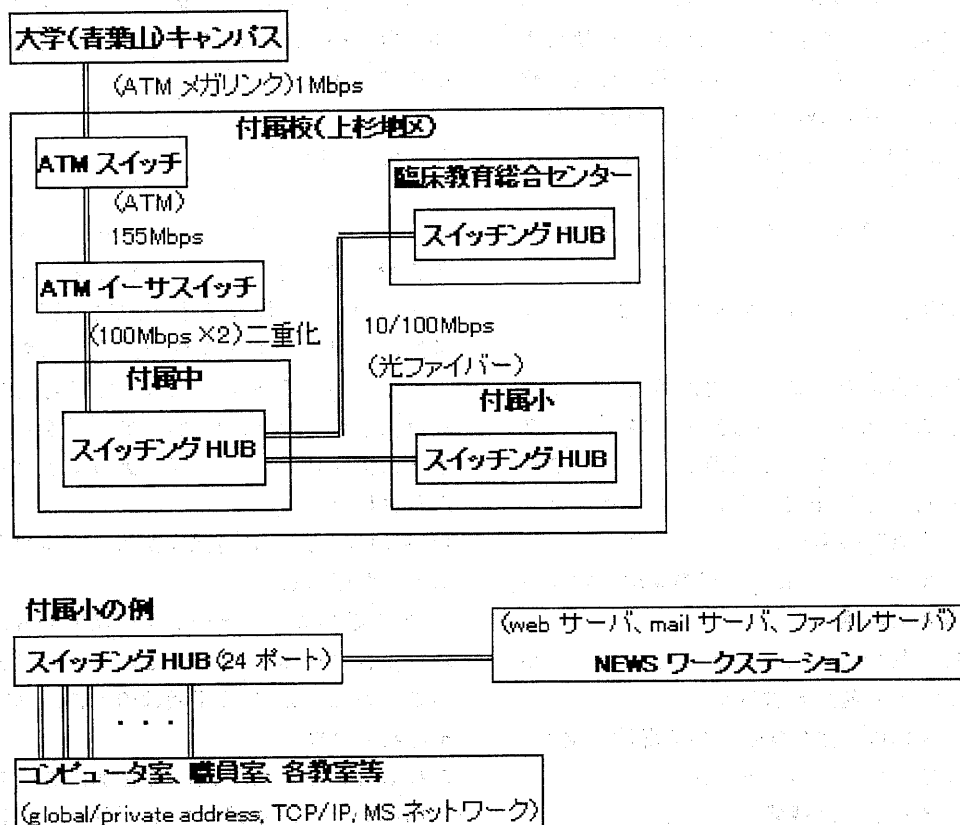 大学(青葉山)キャンパス
(ATM メガリンク)1Mbps
付属校(上杉地区)
ATM スイッチ
(ATM)
155Mbps
臨床教育総合センター
スイッチング HUB
ATM イーサスイッチ
(100Mbps ×2)二重化
10/100Mbps
(光ファイバー)
付属中
スイッチング HUB
付属小
スイッチング HUB
付属小の例
スイッチング HUB(24 ポート)
(web サーバ、mail サーバ、ファイルサーバ)
NEWS ワークステーション
・・・
コンピュータ室、職員室、各教室等
(global/private address, TCP/IP, MS ネットワーク)